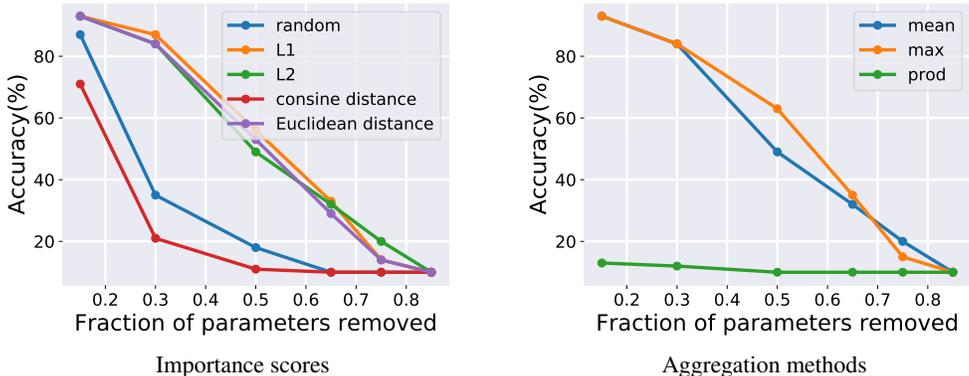 random
L1
L2
consine distance
Euclidean distance
Accuracy(%)
80
60
40
20
0.2 0.3 0.4 0.5 0.6 0.7 0.8
Fraction of parameters removed
Importance scores
mean
max
prod
Accuracy(%)
80
60
40
20
0.2 0.3 0.4 0.5 0.6 0.7 0.8
Fraction of parameters removed
Aggregation methods